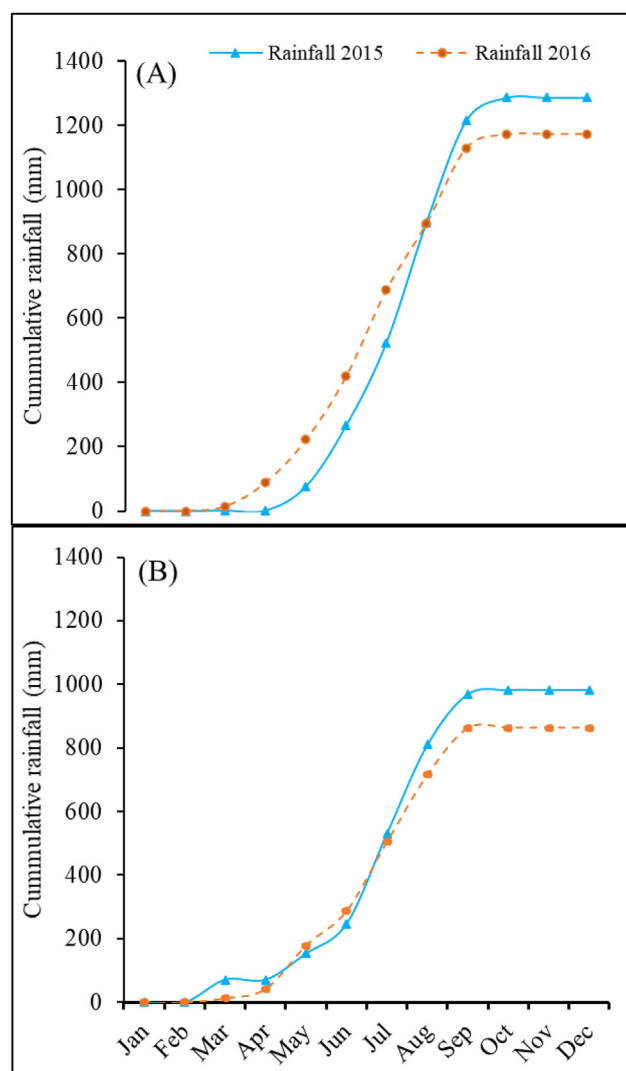 Rainfall 2015
Rainfall 2016
(A)
Cummulative rainfall (mm)
1400
1200
1000
800
600
400
200
0
(B)
Cummulative rainfall (mm)
1400
1200
1000
800
600
400
200
0
Jan Feb Mar Apr May Jun Jul Aug Sep Oct Nov Dec